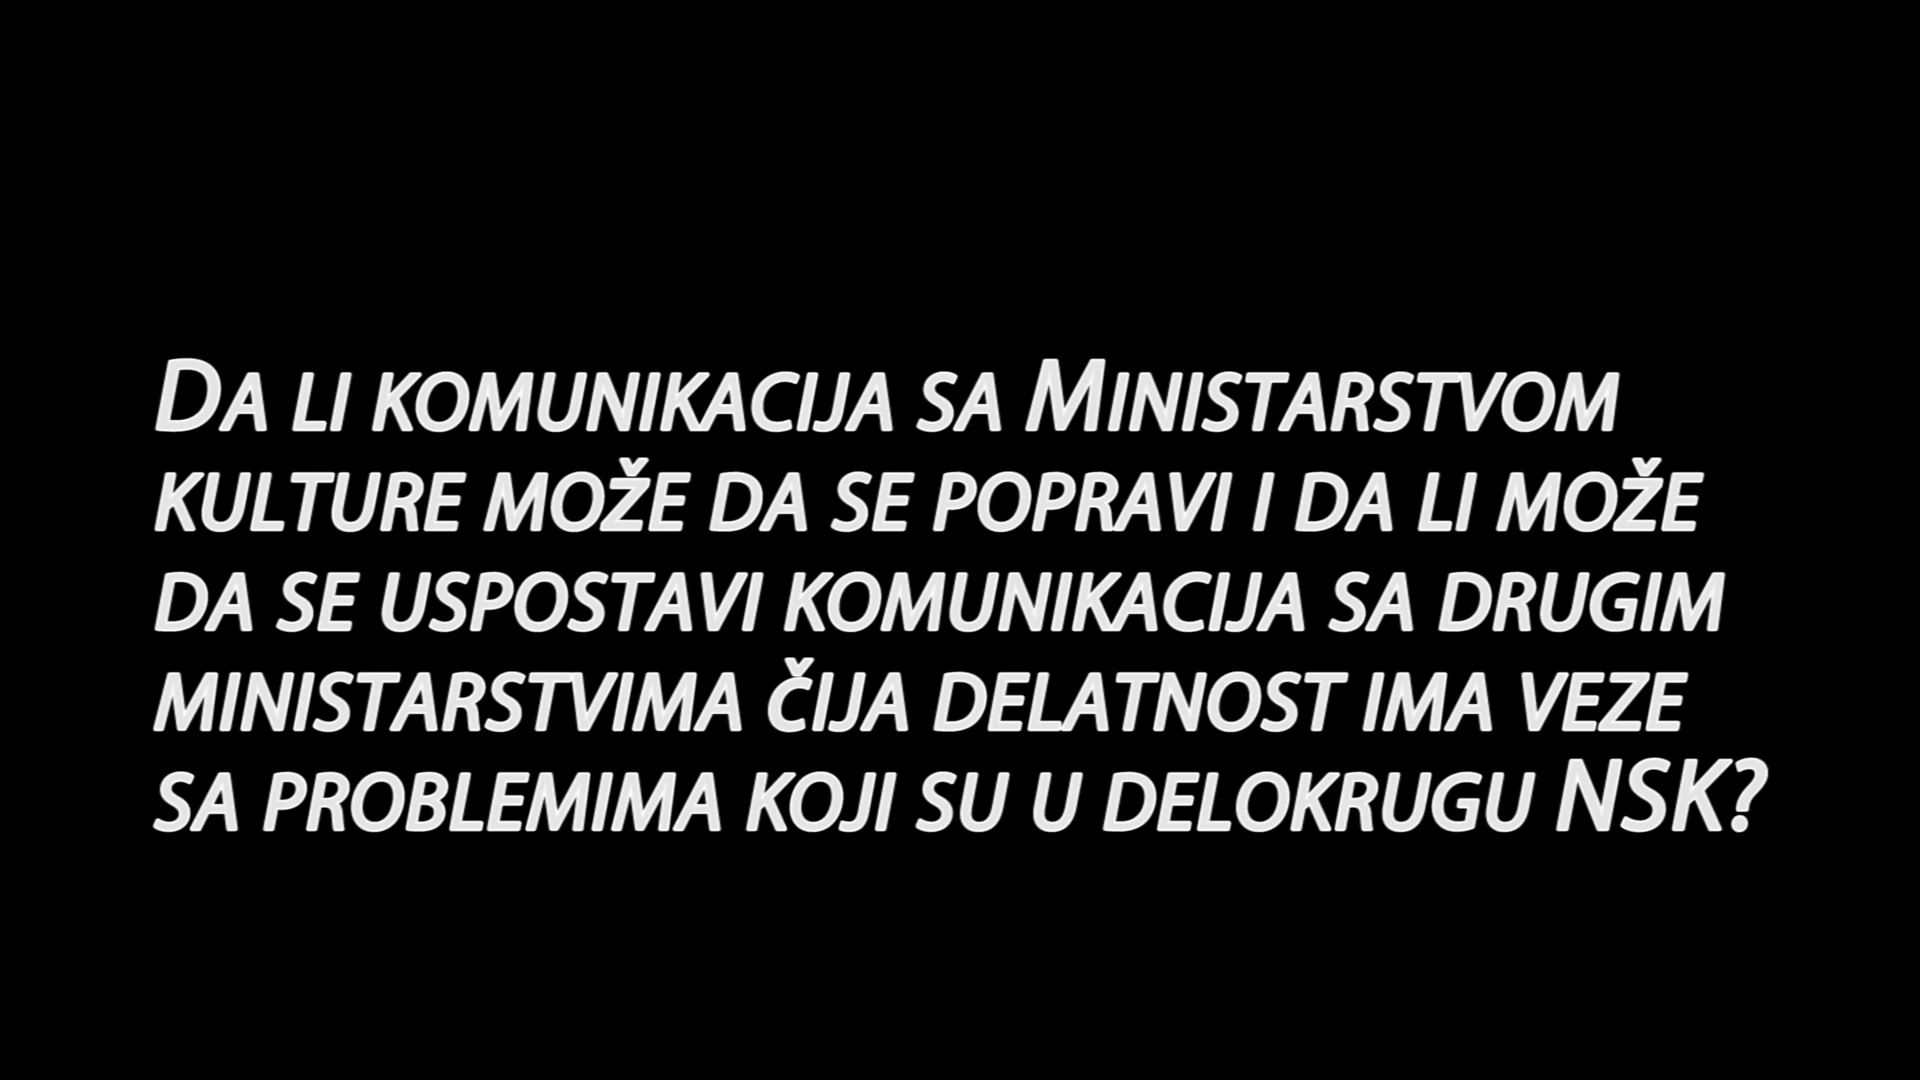 Da li komunikacija sa Ministarstvom
kulture može da se popravi i da li može
da se uspostavi komunikacija sa drugim
ministarstvima čija delatnost ima veze
sa problemima koji su u delokrugu NSK?